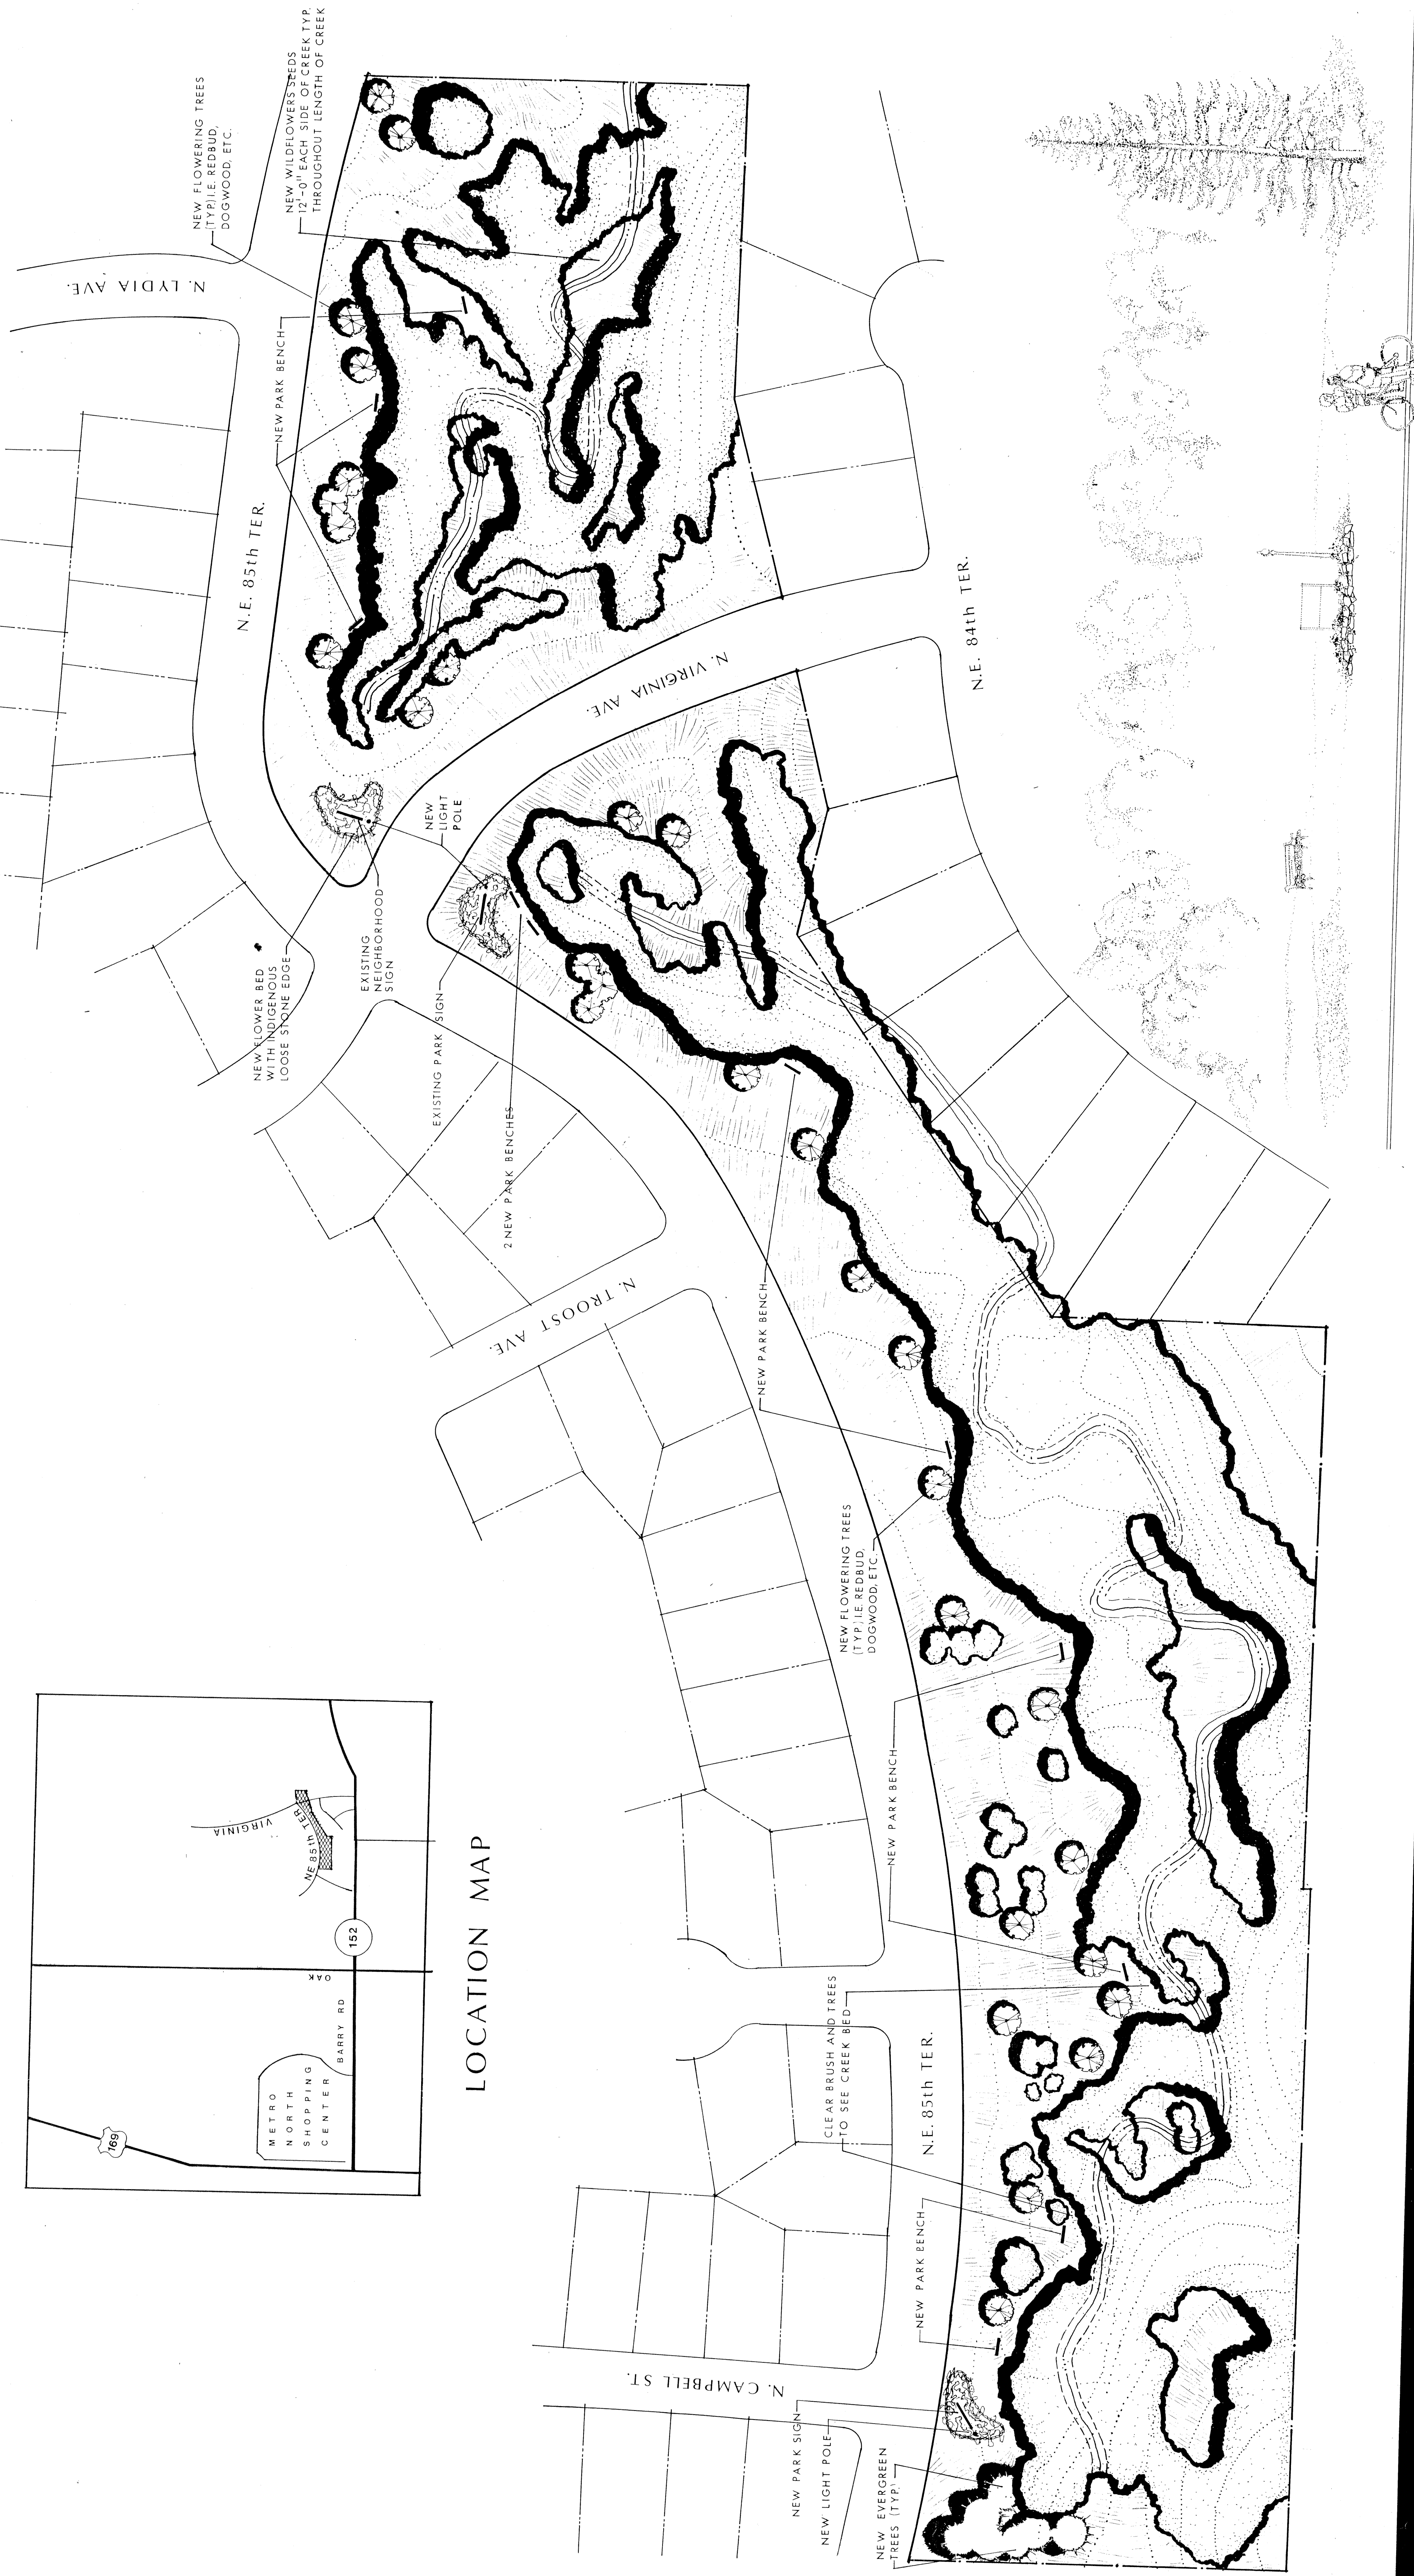 NEW FLOWERING TREES
(TYP.) I.E. REDBUD,
DOGWOOD, ETC.
NEW WILDFLOWERS SEEDS
12'-0" EACH SIDE OF CREEK TYP.
THROUGHOUT LENGTH OF CREEK
N. LYDIA AVE.
NEW PARK BENCH
N.E. 85th TER.
N. VIRGINIA AVE.
N.E. 84th TER.
NEW
LIGHT
POLE
NEW FLOWER BED
WITH INDIGENOUS
LOOSE STONE EDGE
EXISTING
NEIGHBORHOOD
SIGN
EXISTING PARK SIGN
2 NEW PARK BENCHES
N. TROOST AVE.
NEW PARK BENCH
NEW FLOWERING TREES
(TYP.) I.E. REDBUD,
DOGWOOD, ETC.
NEW PARK BENCH
CLEAR BRUSH AND TREES
TO SEE CREEK BED
N.E. 85th TER.
NEW PARK BENCH
N. CAMPBELL ST.
NEW PARK SIGN
NEW LIGHT POLE
NEW EVERGREEN
TREES (TYP)
169
METRO
NORTH
SHOPPING
CENTER
BARRY RD
OAK
152
VIRGINIA
NE 85th TER
LOCATION MAP